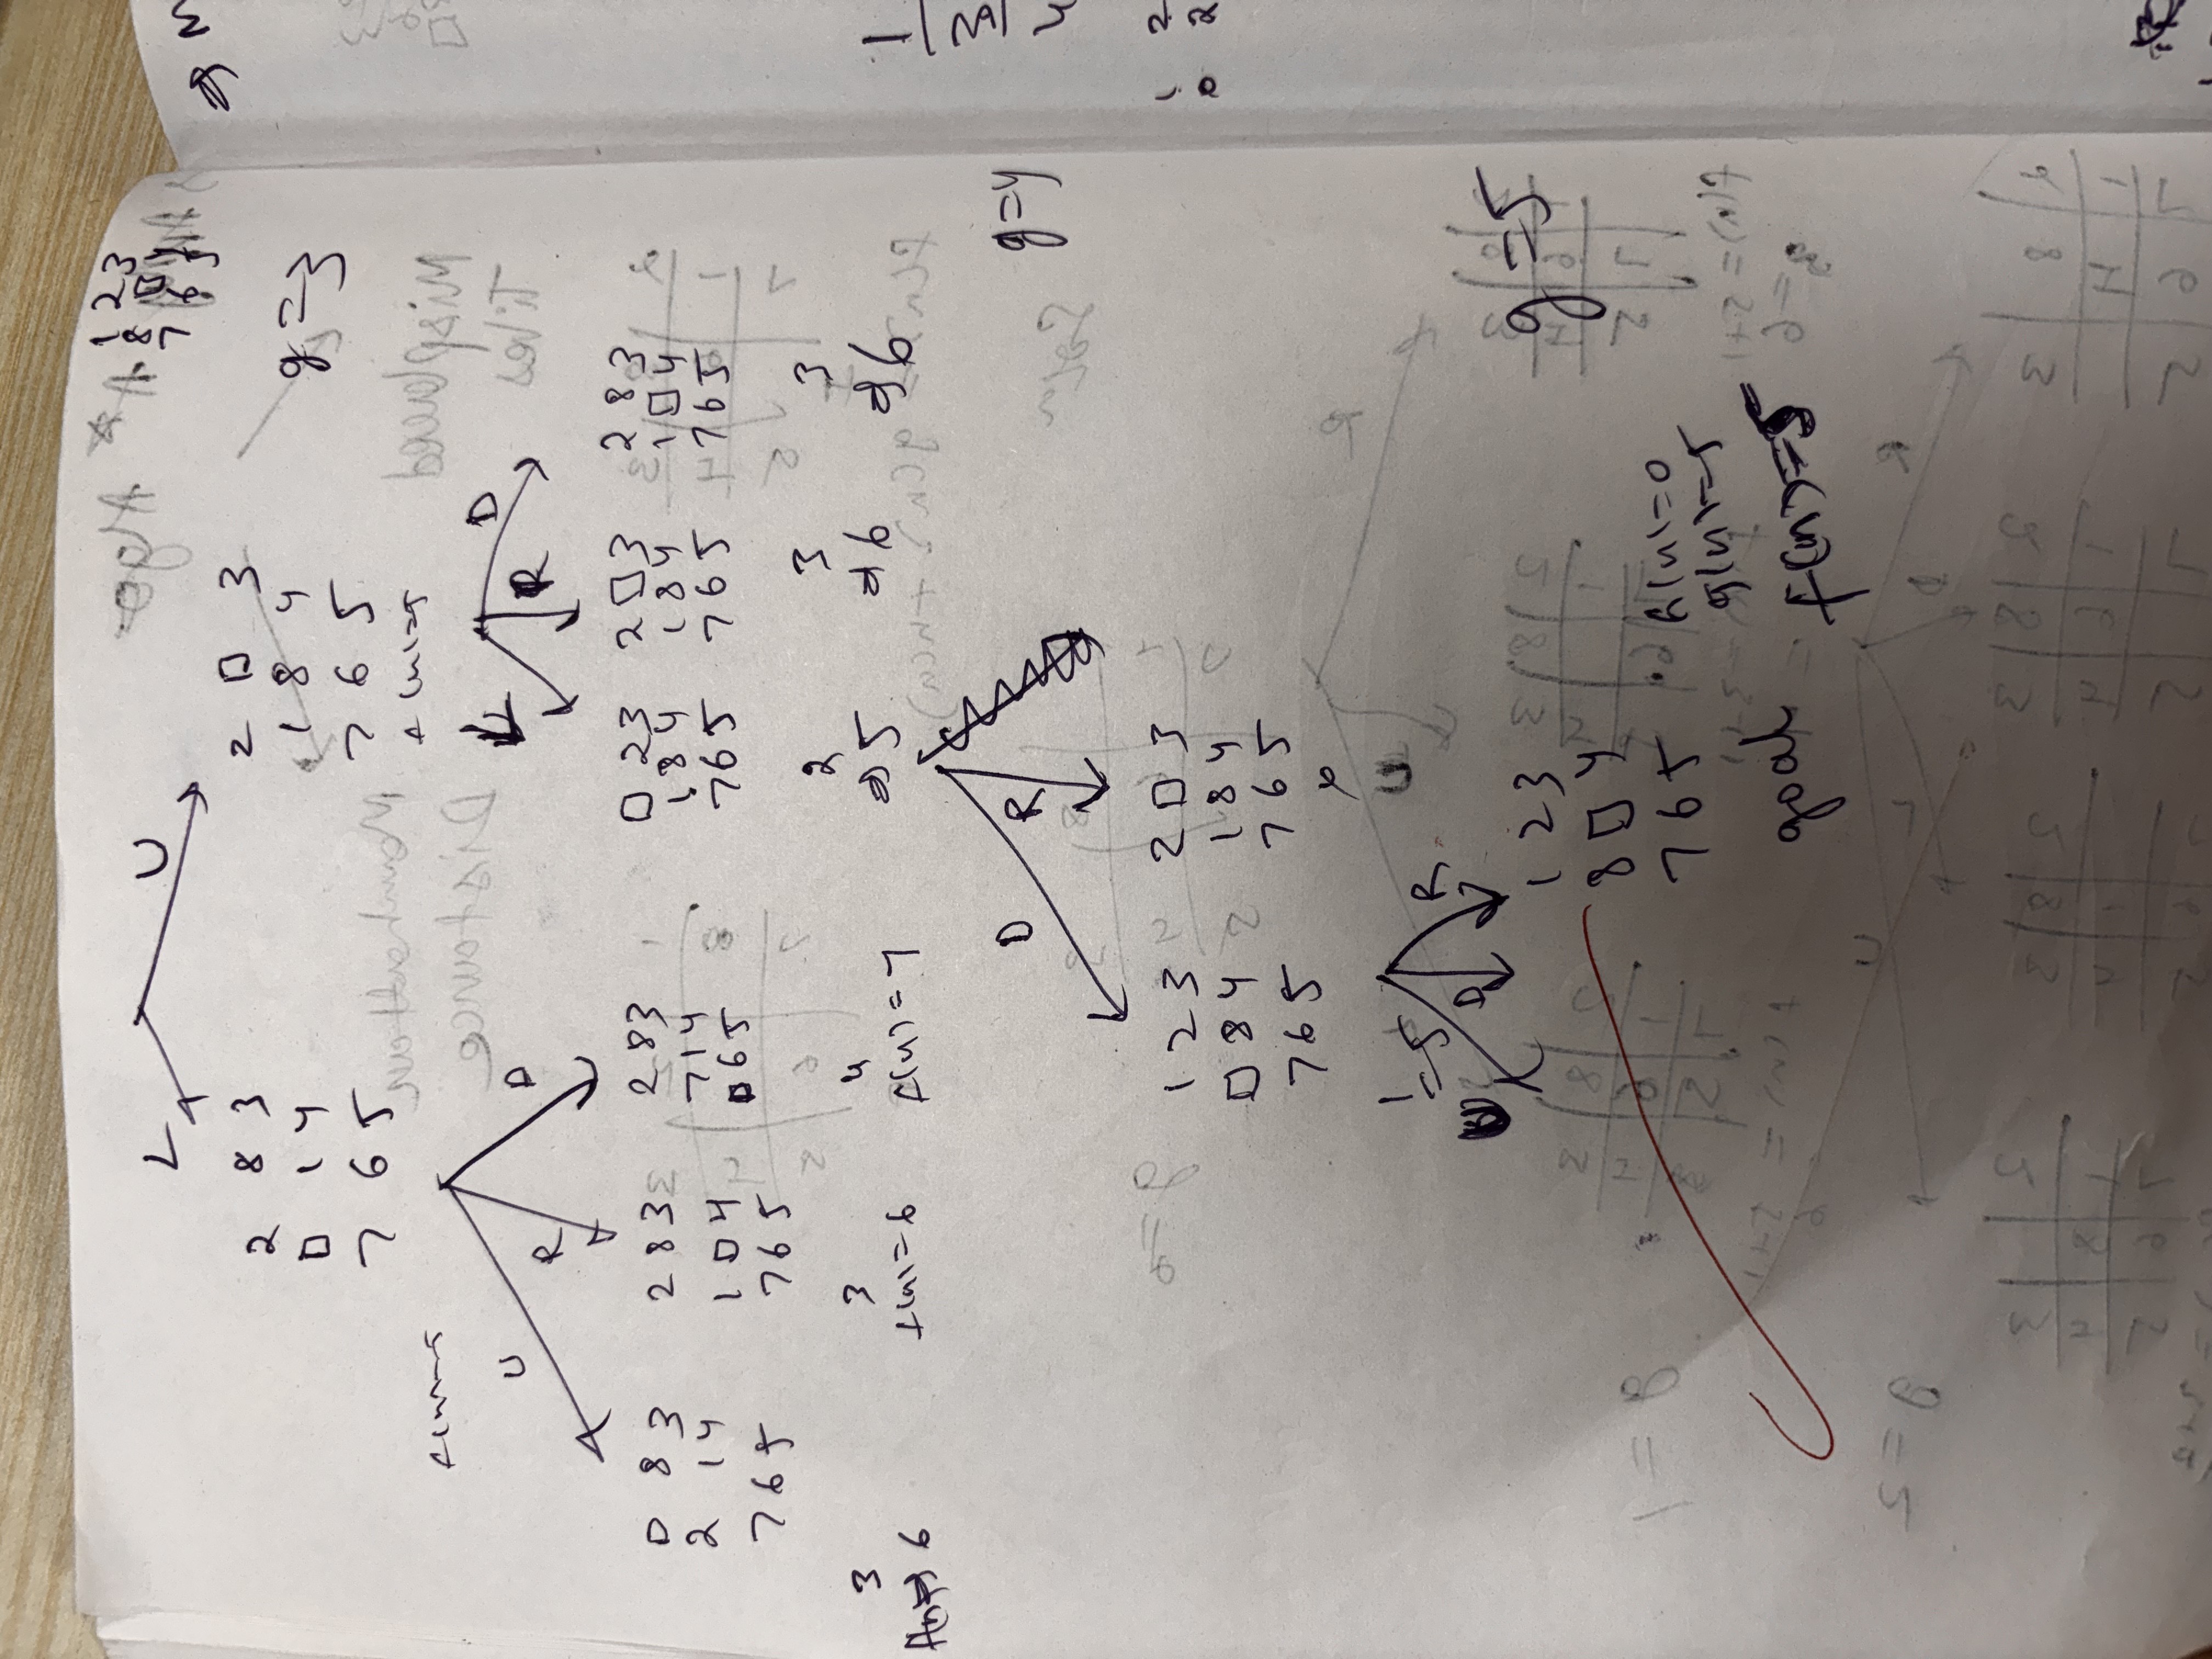 1 2 3
8 □ 4
7 6 5
L U
2 8 3
□ 1 4
7 6 5
f(n)=5
2 □ 3
1 8 4
7 6 5
f(n)=5
g=3
U R D
L R D
□ 8 3
2 1 4
7 6 5
2 8 3
1 □ 4
7 6 5
2 8 3
7 1 4
□ 6 5
□ 2 3
1 8 4
7 6 5
2 □ 3
1 8 4
7 6 5
2 8 3
1 □ 4
7 6 5
3
f(n)⇒ 6
3
f(n)=6
4
f(n)=7
2
⇒ 5
3
⇒ 6
3
⇒ 6
g=4
D R
1 2 3
□ 8 4
7 6 5
2 □ 3
1 8 4
7 6 5
x
1
=5
U D R
g=5
1 2 3
8 □ 4
7 6 5
h(n)=0
g(n)=5
goal
f(n)=5